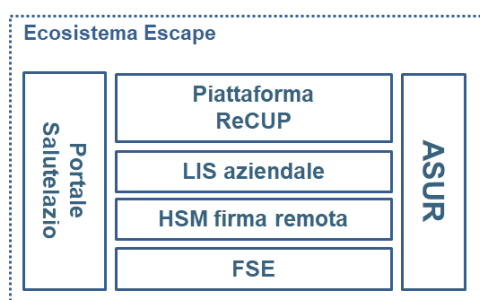 Ecosistema Escape
Portale
Salutelazio
Piattaforma
ReCUP
LIS aziendale
HSM firma remota
FSE
ASUR